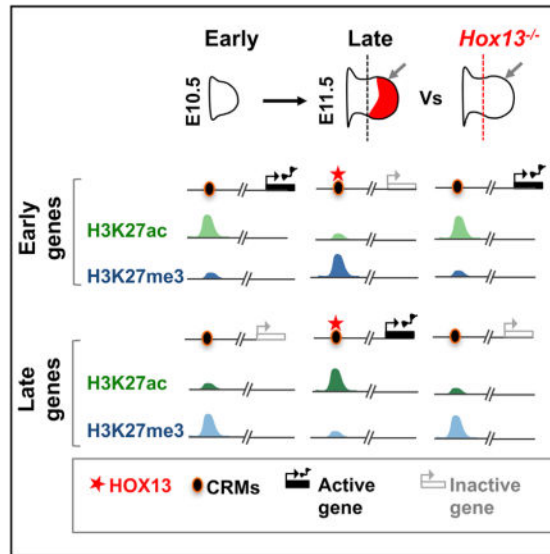 Early Late Hox13-/-
E10.5 E11.5 Vs
Early genes
H3K27ac
H3K27me3
Late genes
H3K27ac
H3K27me3
HOX13 CRMs Active gene Inactive gene